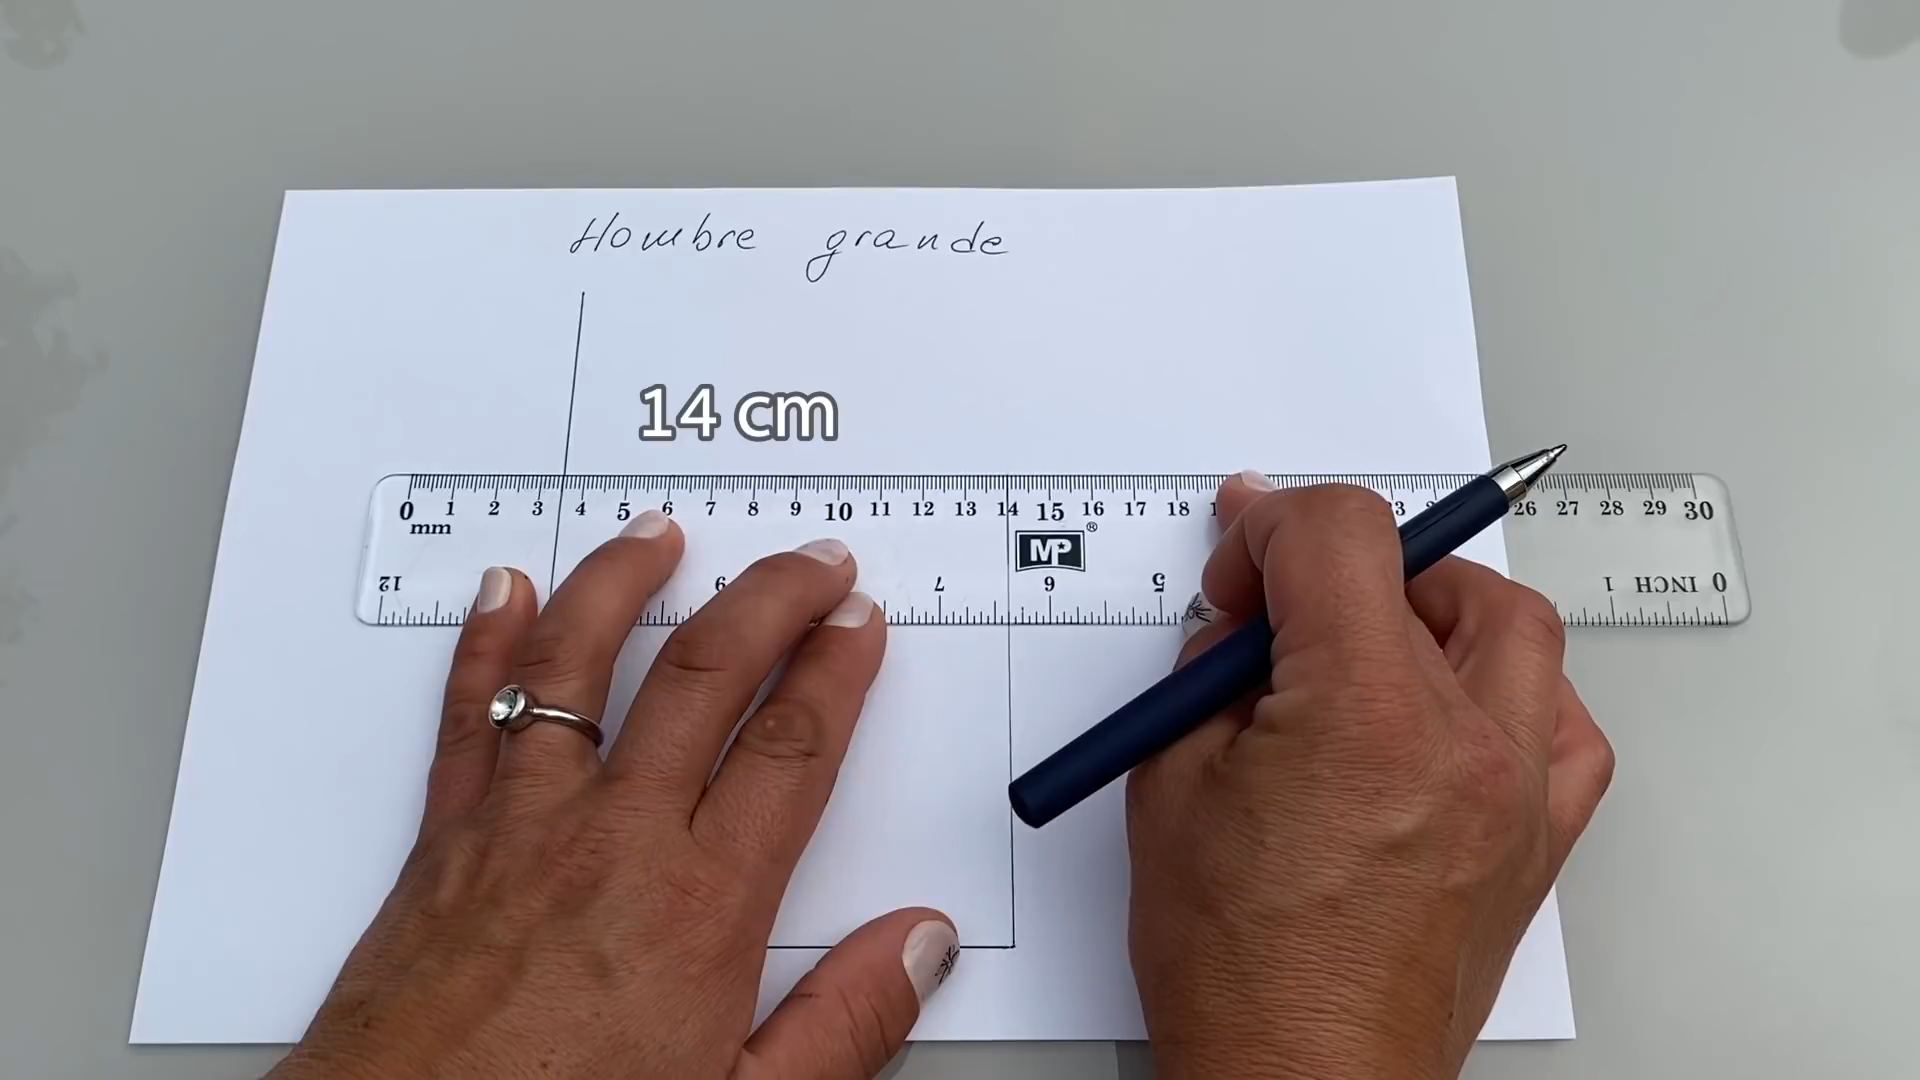 Hombre grande
14 cm
0 1 2 3 4 5 6 7 8 9 10 11 12 13 14 15 16 17 18 26 27 28 29 30
mm
MP®
12 7 6 5 1 INCH 0